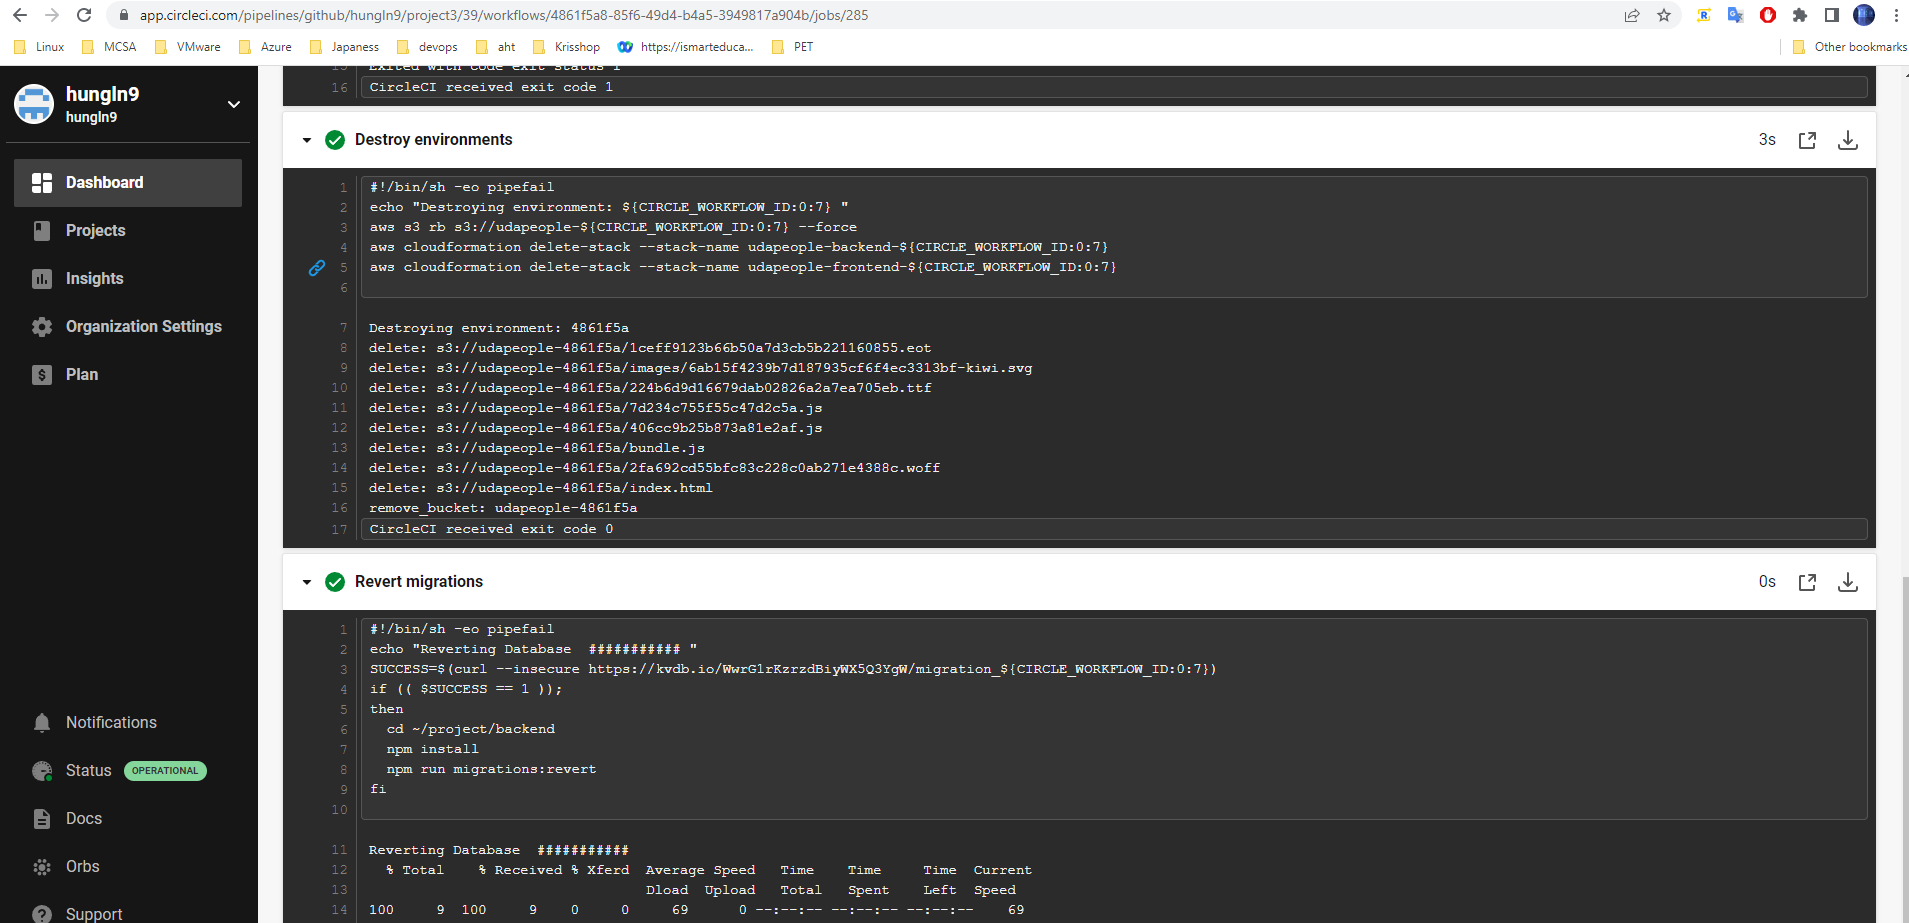 app.circleci.com/pipelines/github/hungln9/project3/39/workflows/4861f5a8-85f6-49d4-b4a5-3949817a904b/jobs/285
Linux MCSA VMware Azure Japaness devops aht Krisshop https://ismarteduca... PET Other bookmarks
hungln9
hungln9
Dashboard
Projects
Insights
Organization Settings
Plan
Notifications
Status OPERATIONAL
Docs
Orbs
Support
15 Exited with code exit status 1
16 CircleCI received exit code 1
Destroy environments 3s
1 #!/bin/sh -eo pipefail
2 echo "Destroying environment: ${CIRCLE_WORKFLOW_ID:0:7} "
3 aws s3 rb s3://udapeople-${CIRCLE_WORKFLOW_ID:0:7} --force
4 aws cloudformation delete-stack --stack-name udapeople-backend-${CIRCLE_WORKFLOW_ID:0:7}
5 aws cloudformation delete-stack --stack-name udapeople-frontend-${CIRCLE_WORKFLOW_ID:0:7}
6
7 Destroying environment: 4861f5a
8 delete: s3://udapeople-4861f5a/1ceff9123b66b50a7d3cb5b221160855.eot
9 delete: s3://udapeople-4861f5a/images/6ab15f4239b7d187935cf6f4ec3313bf-kiwi.svg
10 delete: s3://udapeople-4861f5a/224b6d9d16679dab02826a2a7ea705eb.ttf
11 delete: s3://udapeople-4861f5a/7d234c755f55c47d2c5a.js
12 delete: s3://udapeople-4861f5a/406cc9b25b873a81e2af.js
13 delete: s3://udapeople-4861f5a/bundle.js
14 delete: s3://udapeople-4861f5a/2fa692cd55bfc83c228c0ab271e4388c.woff
15 delete: s3://udapeople-4861f5a/index.html
16 remove_bucket: udapeople-4861f5a
17 CircleCI received exit code 0
Revert migrations 0s
1 #!/bin/sh -eo pipefail
2 echo "Reverting Database ########### "
3 SUCCESS=$(curl --insecure https://kvdb.io/WwrG1rKzrzdBiyWX5Q3YgW/migration_${CIRCLE_WORKFLOW_ID:0:7})
4 if (( $SUCCESS == 1 ));
5 then
6 cd ~/project/backend
7 npm install
8 npm run migrations:revert
9 fi
10
11 Reverting Database ###########
12 % Total % Received % Xferd Average Speed Time Time Time Current
13 Dload Upload Total Spent Left Speed
14 100 9 100 9 0 0 69 0 --:--:-- --:--:-- --:--:-- 69